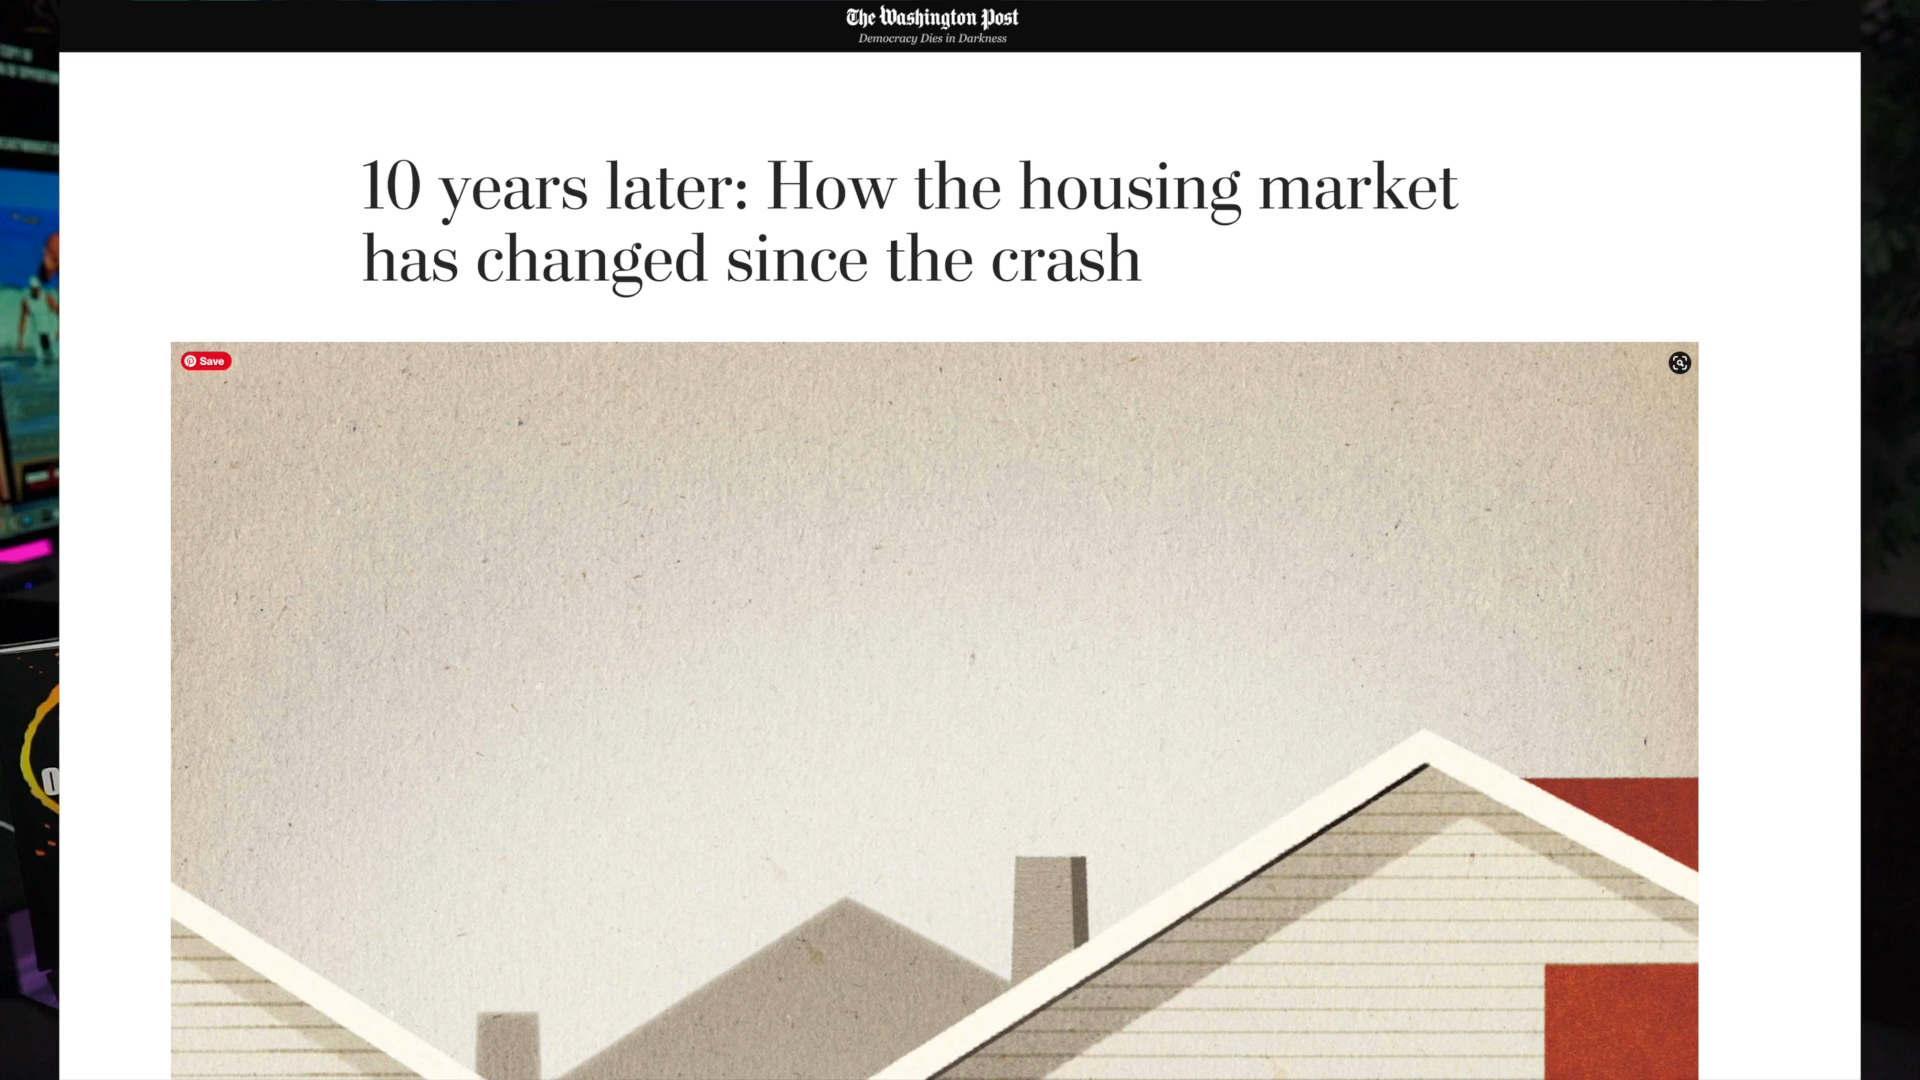 The Washington Post
Democracy Dies in Darkness
10 years later: How the housing market
has changed since the crash
Save